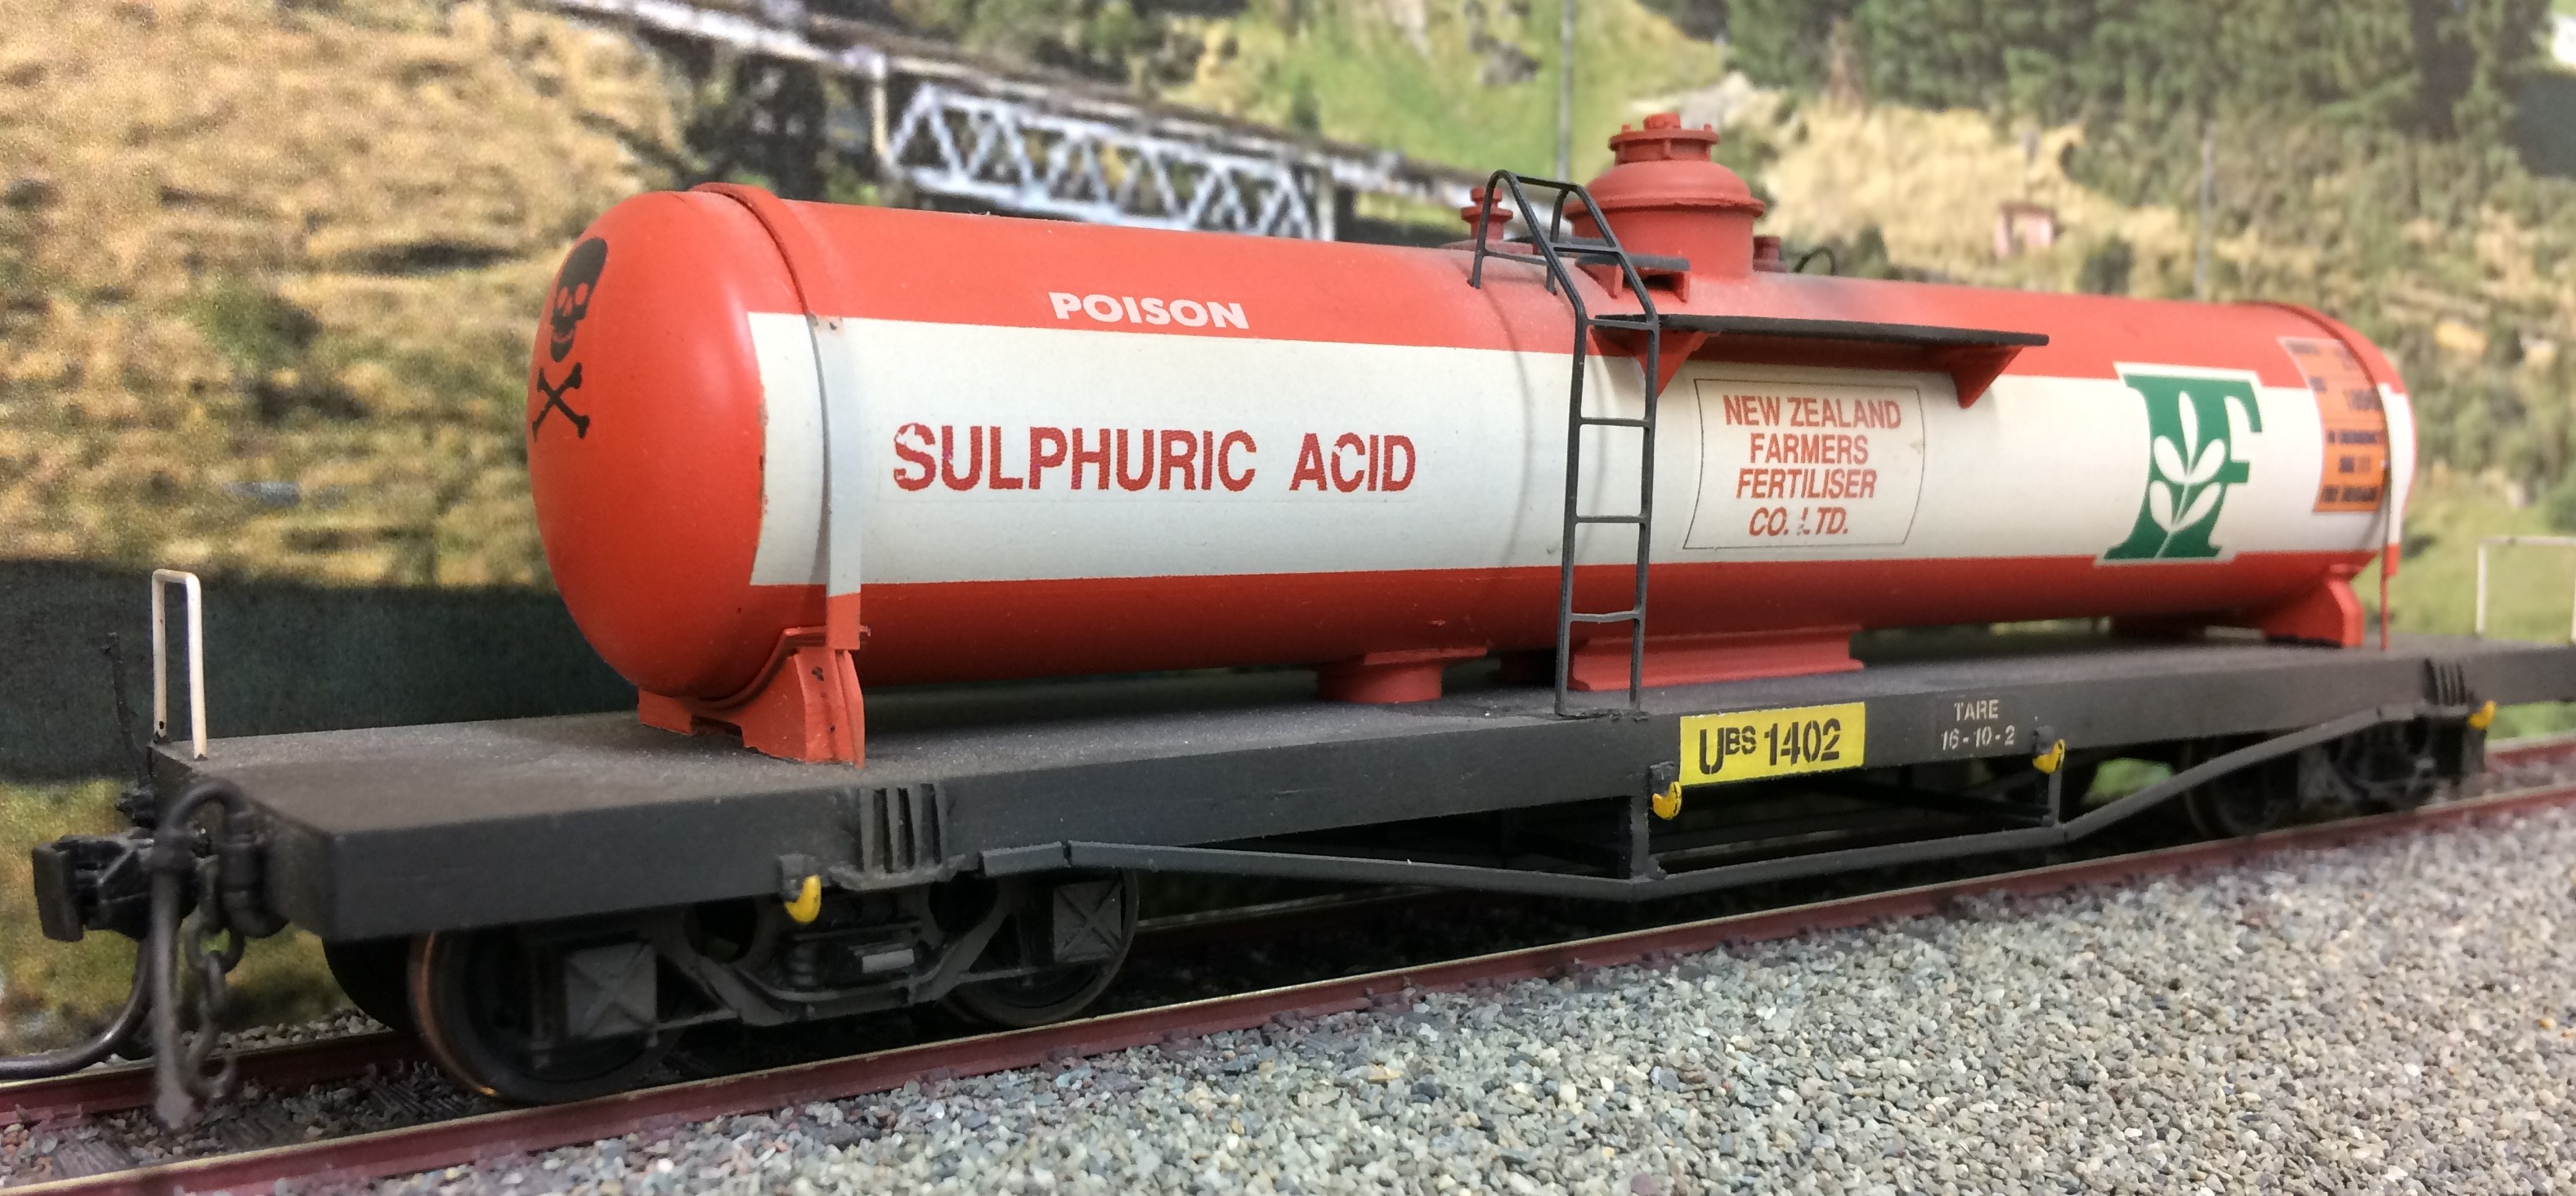 POISON
SULPHURIC ACID
NEW ZEALAND
FARMERS
FERTILISER
CO. LTD.
F
UBS 1402
TARE
16-10-2